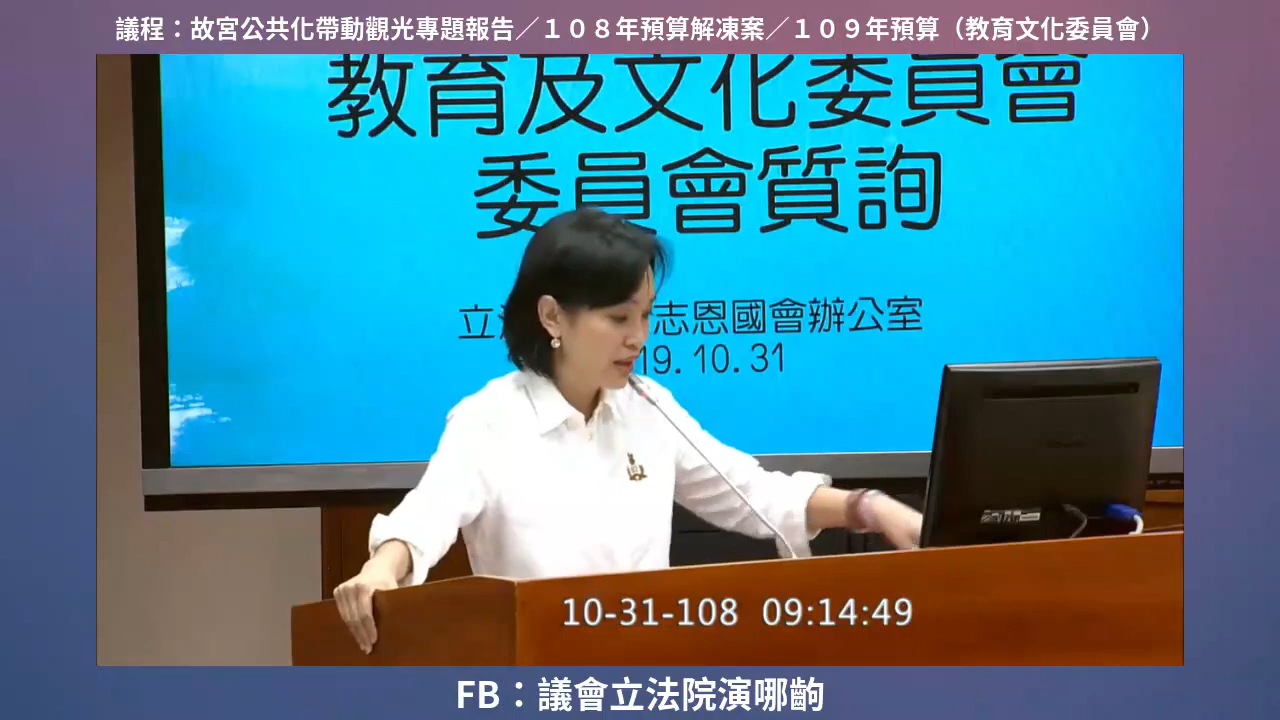 議程：故宮公共化帶動觀光專題報告／１０８年預算解凍案／１０９年預算（教育文化委員會）
教育及文化委員會
委員會質詢
立 志恩國會辦公室
19.10.31
10-31-108 09:14:49
FB：議會立法院演哪齣